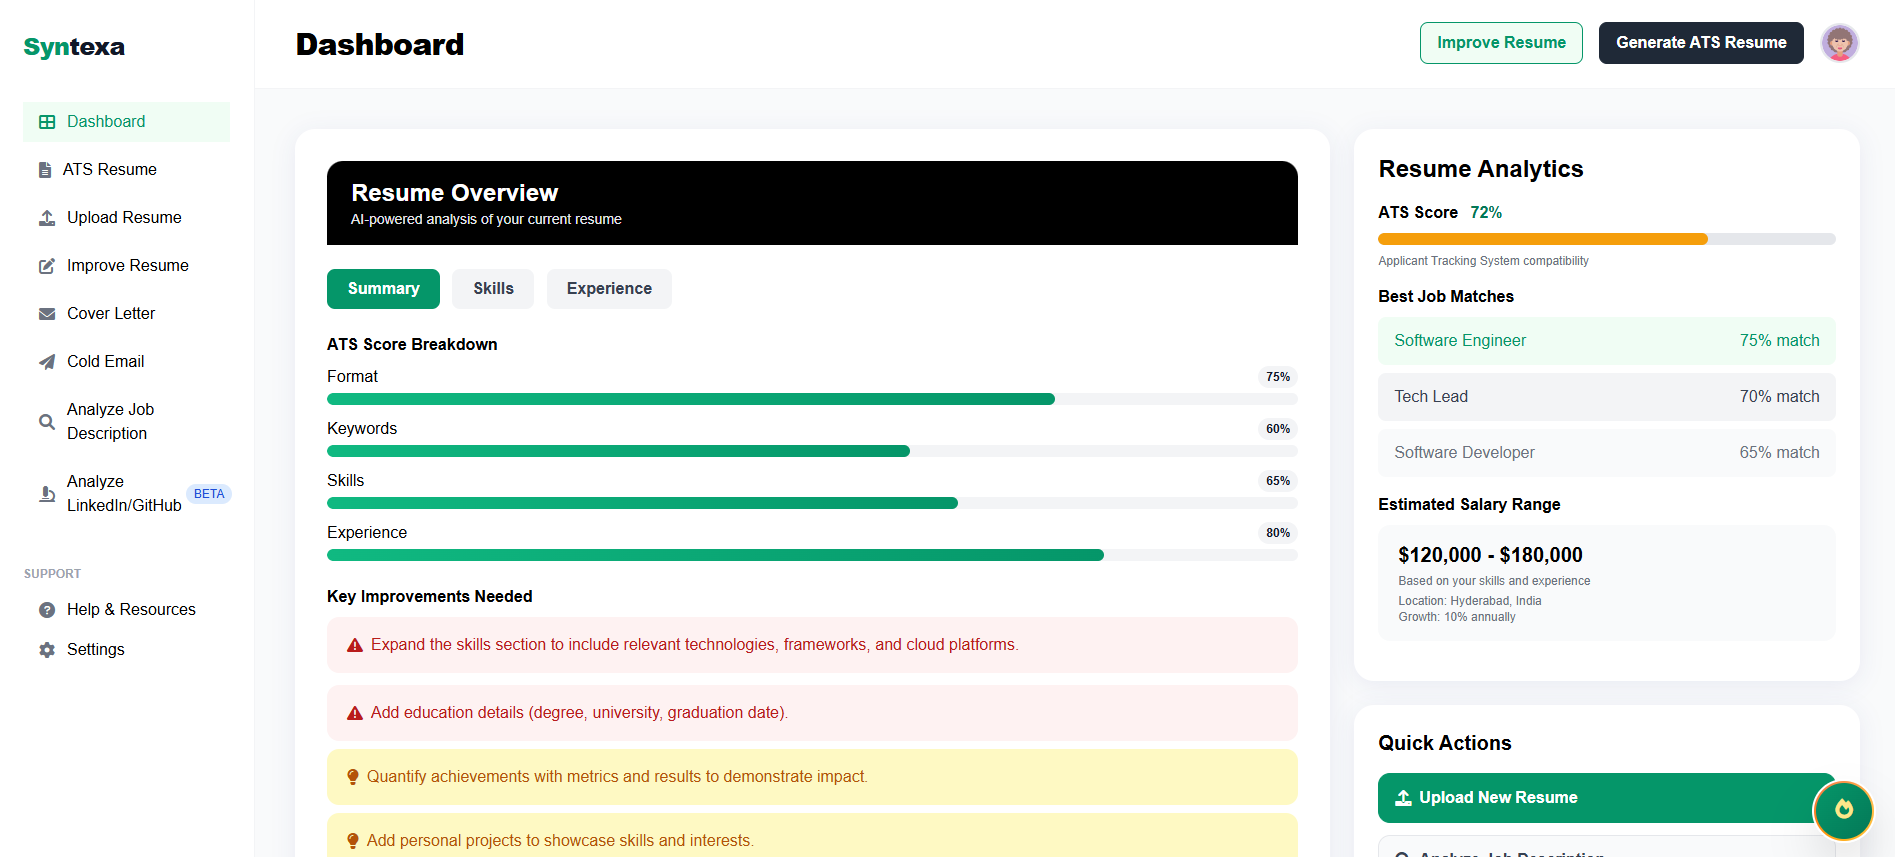 Syntexa
Dashboard
ATS Resume
Upload Resume
Improve Resume
Cover Letter
Cold Email
Analyze Job
Description
Analyze
LinkedIn/GitHub
BETA
SUPPORT
Help & Resources
Settings
Dashboard
Improve Resume
Generate ATS Resume
Resume Overview
AI-powered analysis of your current resume
Summary
Skills
Experience
ATS Score Breakdown
Format 75%
Keywords 60%
Skills 65%
Experience 80%
Key Improvements Needed
Expand the skills section to include relevant technologies, frameworks, and cloud platforms.
Add education details (degree, university, graduation date).
Quantify achievements with metrics and results to demonstrate impact.
Add personal projects to showcase skills and interests.
Resume Analytics
ATS Score 72%
Applicant Tracking System compatibility
Best Job Matches
Software Engineer 75% match
Tech Lead 70% match
Software Developer 65% match
Estimated Salary Range
$120,000 - $180,000
Based on your skills and experience
Location: Hyderabad, India
Growth: 10% annually
Quick Actions
Upload New Resume
Analyze Job Description